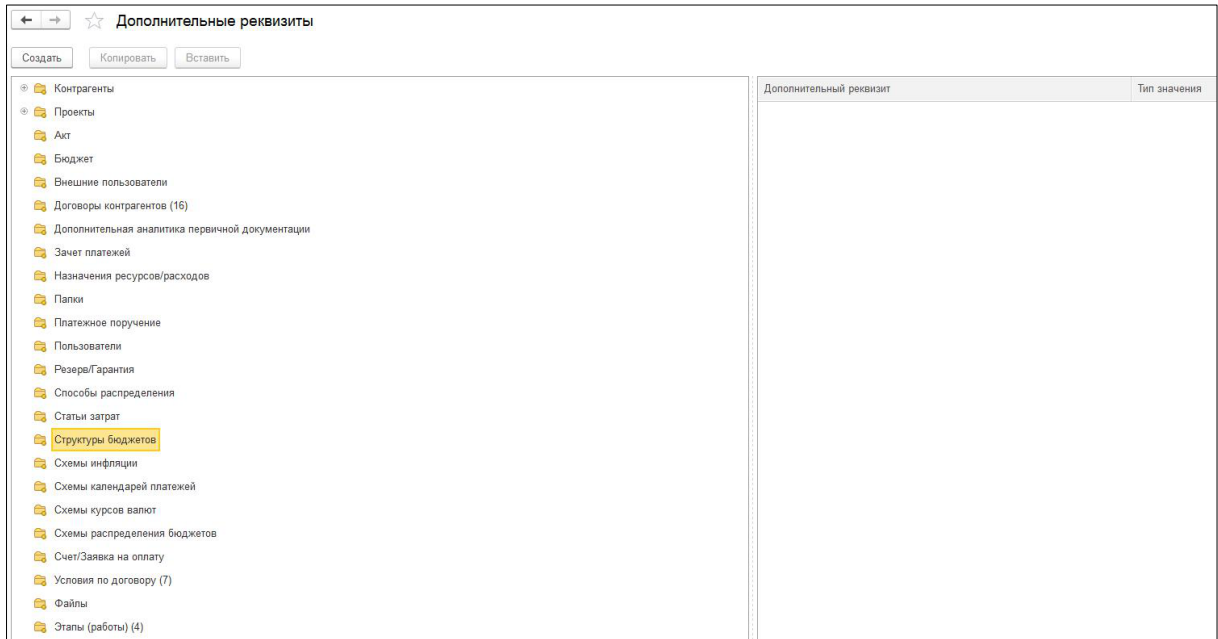 Дополнительные реквизиты
Создать Копировать Вставить
Контрагенты
Дополнительный реквизит Тип значения
Проекты
Акт
Бюджет
Внешние пользователи
Договоры контрагентов (16)
Дополнительная аналитика первичной документации
Зачет платежей
Назначения ресурсов/расходов
Папки
Платежное поручение
Пользователи
Резерв/Гарантия
Способы распределения
Статьи затрат
Структуры бюджетов
Схемы инфляции
Схемы календарей платежей
Схемы курсов валют
Схемы распределения бюджетов
Счет/Заявка на оплату
Условия по договору (7)
Файлы
Этапы (работы) (4)